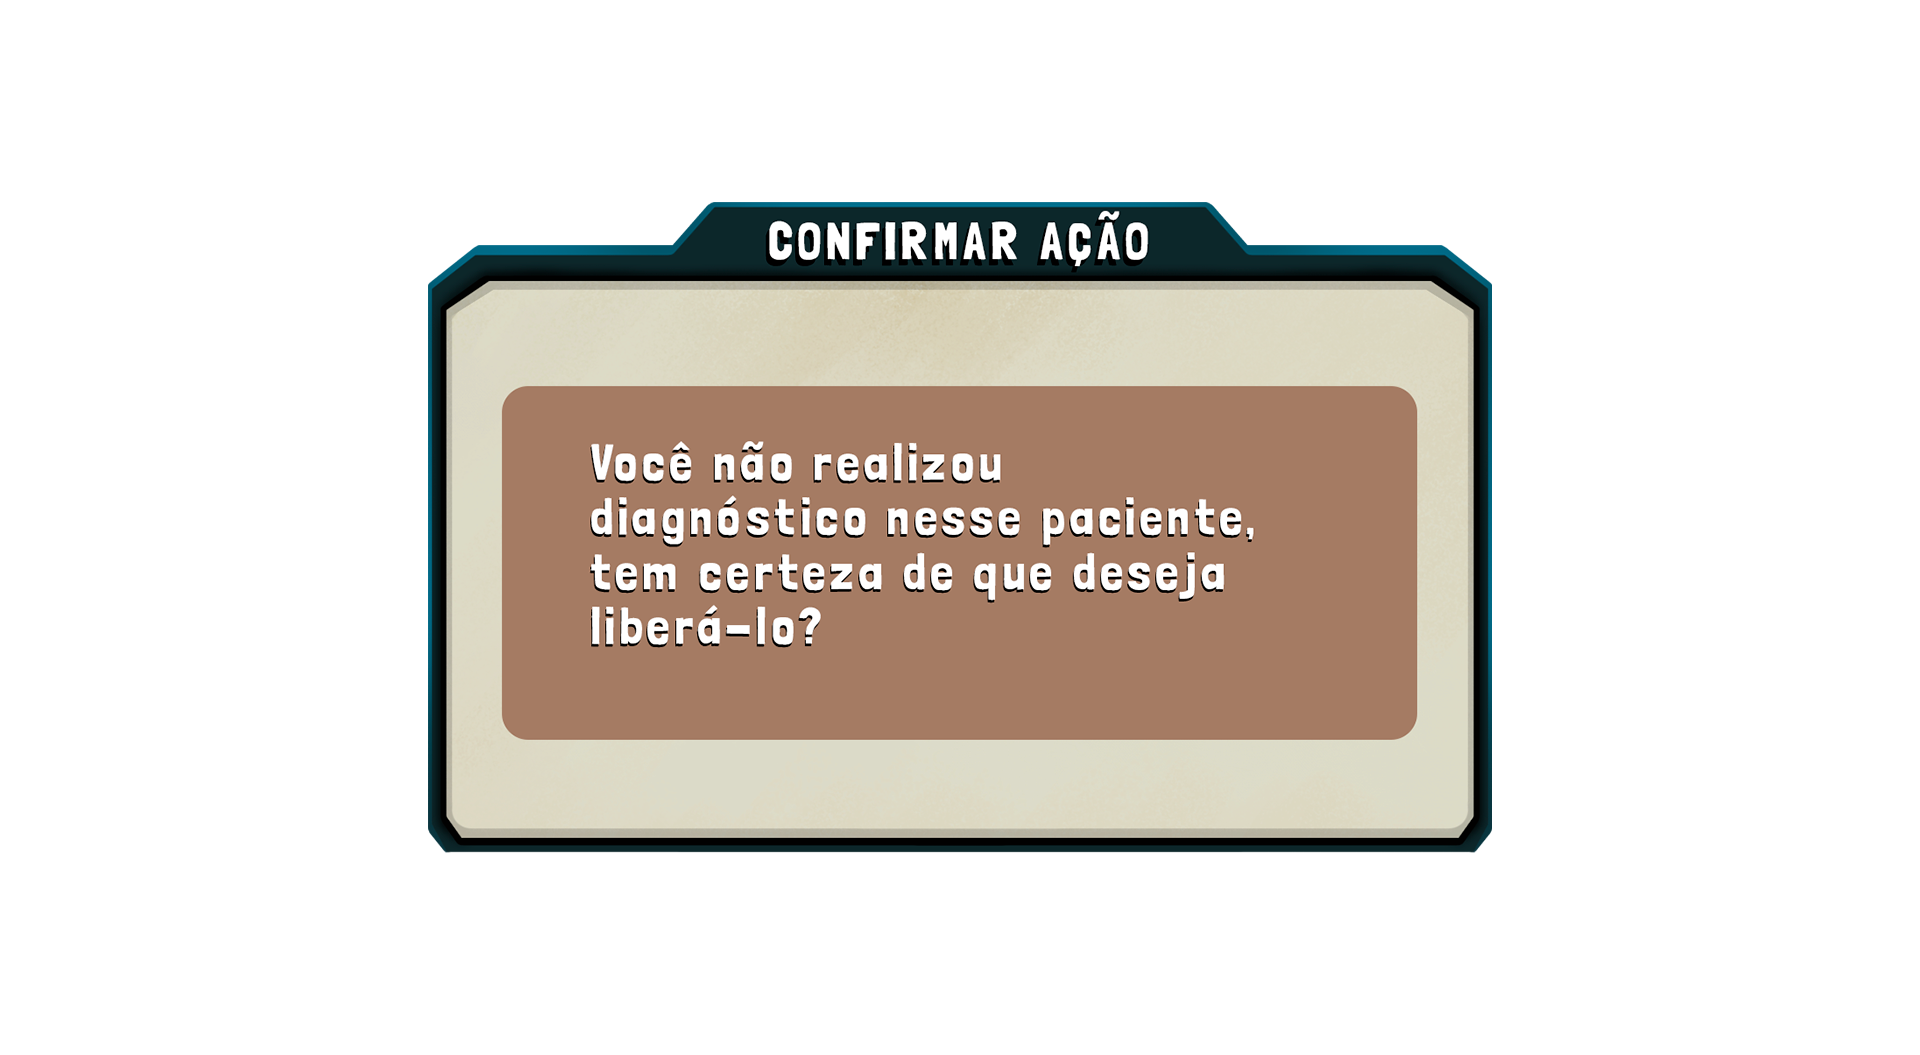 CONFIRMAR AÇÃO
Você não realizou
diagnóstico nesse paciente,
tem certeza de que deseja
liberá-lo?